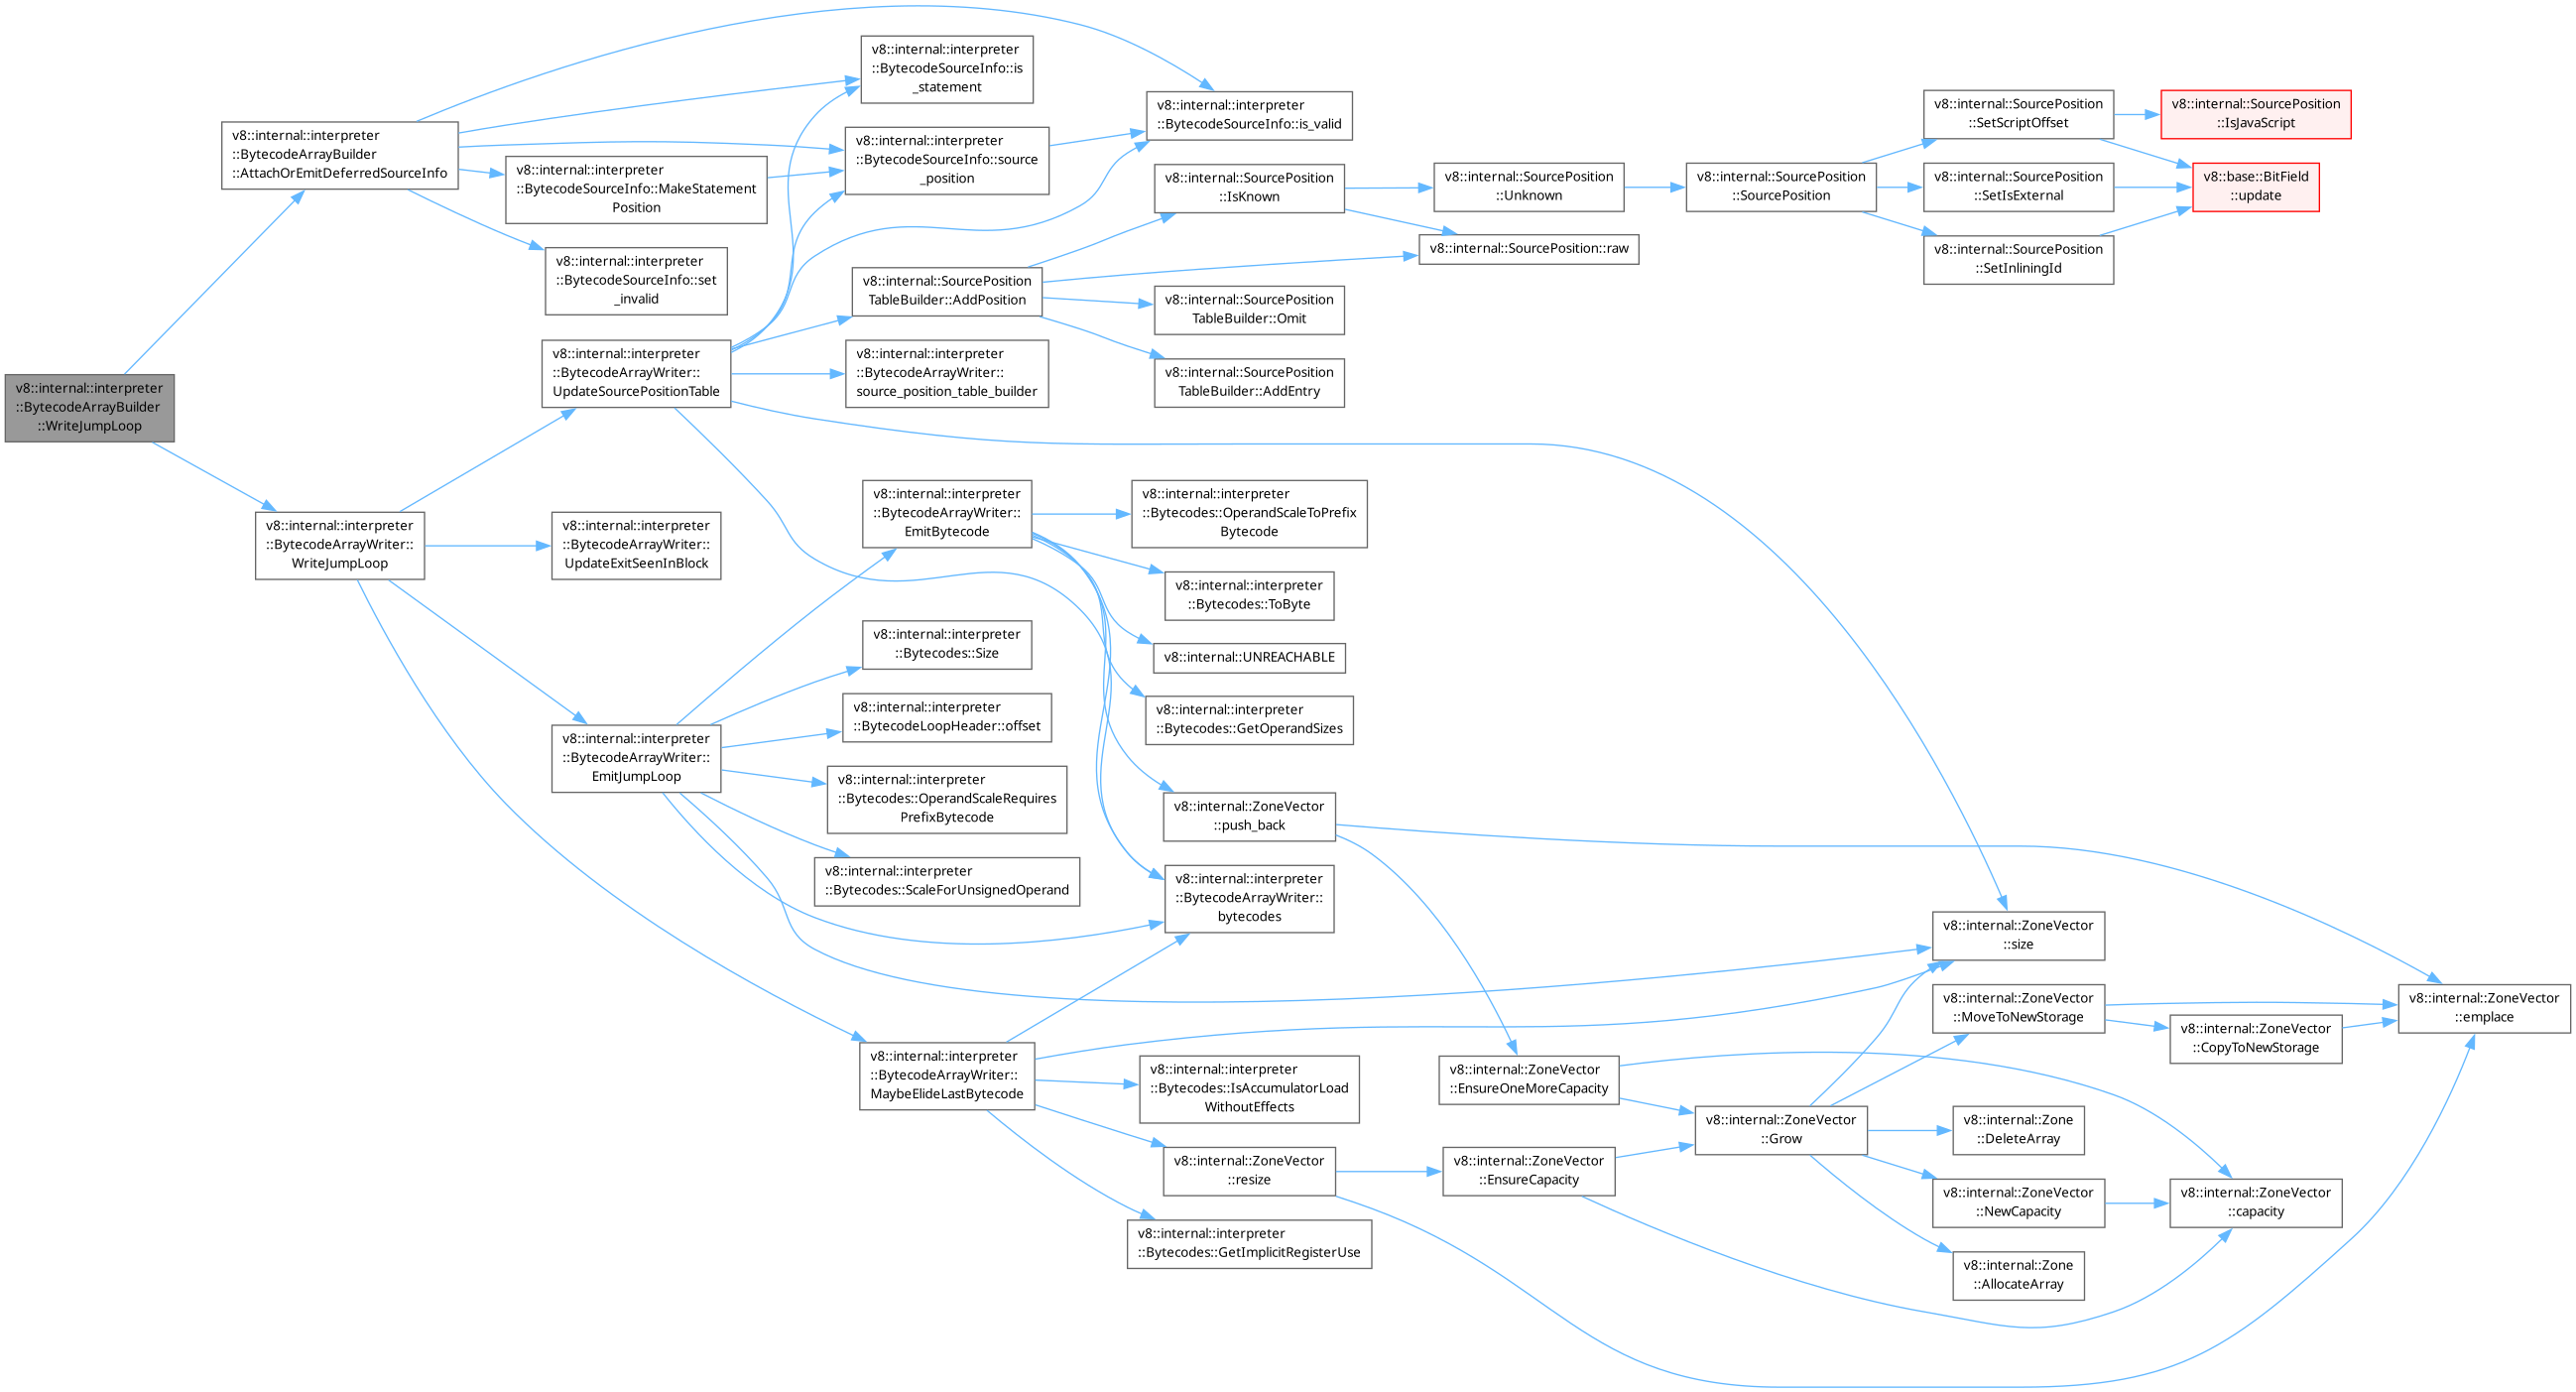 v8::internal::interpreter
::BytecodeArrayBuilder
::WriteJumpLoop
v8::internal::interpreter
::BytecodeArrayBuilder
::AttachOrEmitDeferredSourceInfo
v8::internal::interpreter
::BytecodeArrayWriter::
WriteJumpLoop
v8::internal::interpreter
::BytecodeSourceInfo::MakeStatement
Position
v8::internal::interpreter
::BytecodeSourceInfo::set
_invalid
v8::internal::interpreter
::BytecodeArrayWriter::
UpdateSourcePositionTable
v8::internal::interpreter
::BytecodeArrayWriter::
UpdateExitSeenInBlock
v8::internal::interpreter
::BytecodeArrayWriter::
EmitJumpLoop
v8::internal::interpreter
::BytecodeSourceInfo::is
_statement
v8::internal::interpreter
::BytecodeSourceInfo::source
_position
v8::internal::SourcePosition
TableBuilder::AddPosition
v8::internal::interpreter
::BytecodeArrayWriter::
source_position_table_builder
v8::internal::interpreter
::BytecodeArrayWriter::
EmitBytecode
v8::internal::interpreter
::Bytecodes::Size
v8::internal::interpreter
::BytecodeLoopHeader::offset
v8::internal::interpreter
::Bytecodes::OperandScaleRequires
PrefixBytecode
v8::internal::interpreter
::Bytecodes::ScaleForUnsignedOperand
v8::internal::interpreter
::BytecodeArrayWriter::
MaybeElideLastBytecode
v8::internal::interpreter
::BytecodeSourceInfo::is_valid
v8::internal::SourcePosition
::IsKnown
v8::internal::SourcePosition
TableBuilder::Omit
v8::internal::SourcePosition
TableBuilder::AddEntry
v8::internal::interpreter
::Bytecodes::OperandScaleToPrefix
Bytecode
v8::internal::interpreter
::Bytecodes::ToByte
v8::internal::UNREACHABLE
v8::internal::interpreter
::Bytecodes::GetOperandSizes
v8::internal::ZoneVector
::push_back
v8::internal::interpreter
::BytecodeArrayWriter::
bytecodes
v8::internal::interpreter
::Bytecodes::IsAccumulatorLoad
WithoutEffects
v8::internal::ZoneVector
::resize
v8::internal::interpreter
::Bytecodes::GetImplicitRegisterUse
v8::internal::SourcePosition
::Unknown
v8::internal::SourcePosition::raw
v8::internal::ZoneVector
::EnsureOneMoreCapacity
v8::internal::ZoneVector
::EnsureCapacity
v8::internal::SourcePosition
::SourcePosition
v8::internal::ZoneVector
::Grow
v8::internal::SourcePosition
::SetScriptOffset
v8::internal::SourcePosition
::SetIsExternal
v8::internal::SourcePosition
::SetInliningId
v8::internal::ZoneVector
::size
v8::internal::ZoneVector
::MoveToNewStorage
v8::internal::Zone
::DeleteArray
v8::internal::ZoneVector
::NewCapacity
v8::internal::Zone
::AllocateArray
v8::internal::SourcePosition
::IsJavaScript
v8::base::BitField
::update
v8::internal::ZoneVector
::CopyToNewStorage
v8::internal::ZoneVector
::capacity
v8::internal::ZoneVector
::emplace